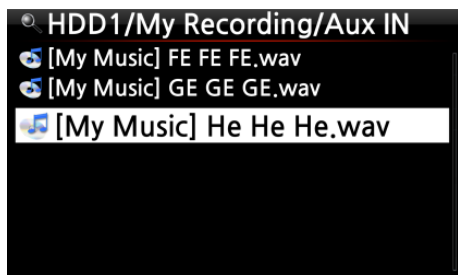 HDD1/My Recording/Aux IN
[My Music] FE FE FE.wav
[My Music] GE GE GE.wav
[My Music] He He He.wav